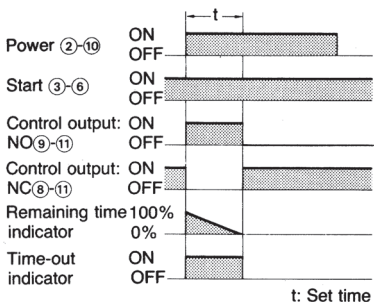 t
Power ②-⑩ ON
OFF
Start ③-⑥ ON
OFF
Control output: ON
NO⑨-⑪ OFF
Control output: ON
NC⑧-⑪ OFF
Remaining time 100%
indicator 0%
Time-out ON
indicator OFF
t: Set time